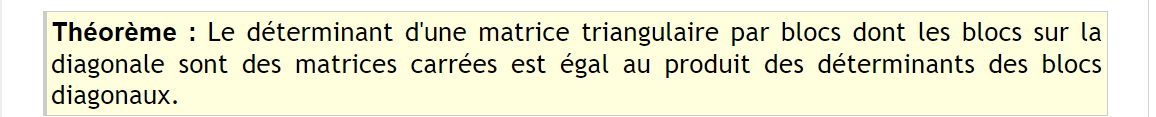 Théorème : Le déterminant d'une matrice triangulaire par blocs dont les blocs sur la
diagonale sont des matrices carrées est égal au produit des déterminants des blocs
diagonaux.